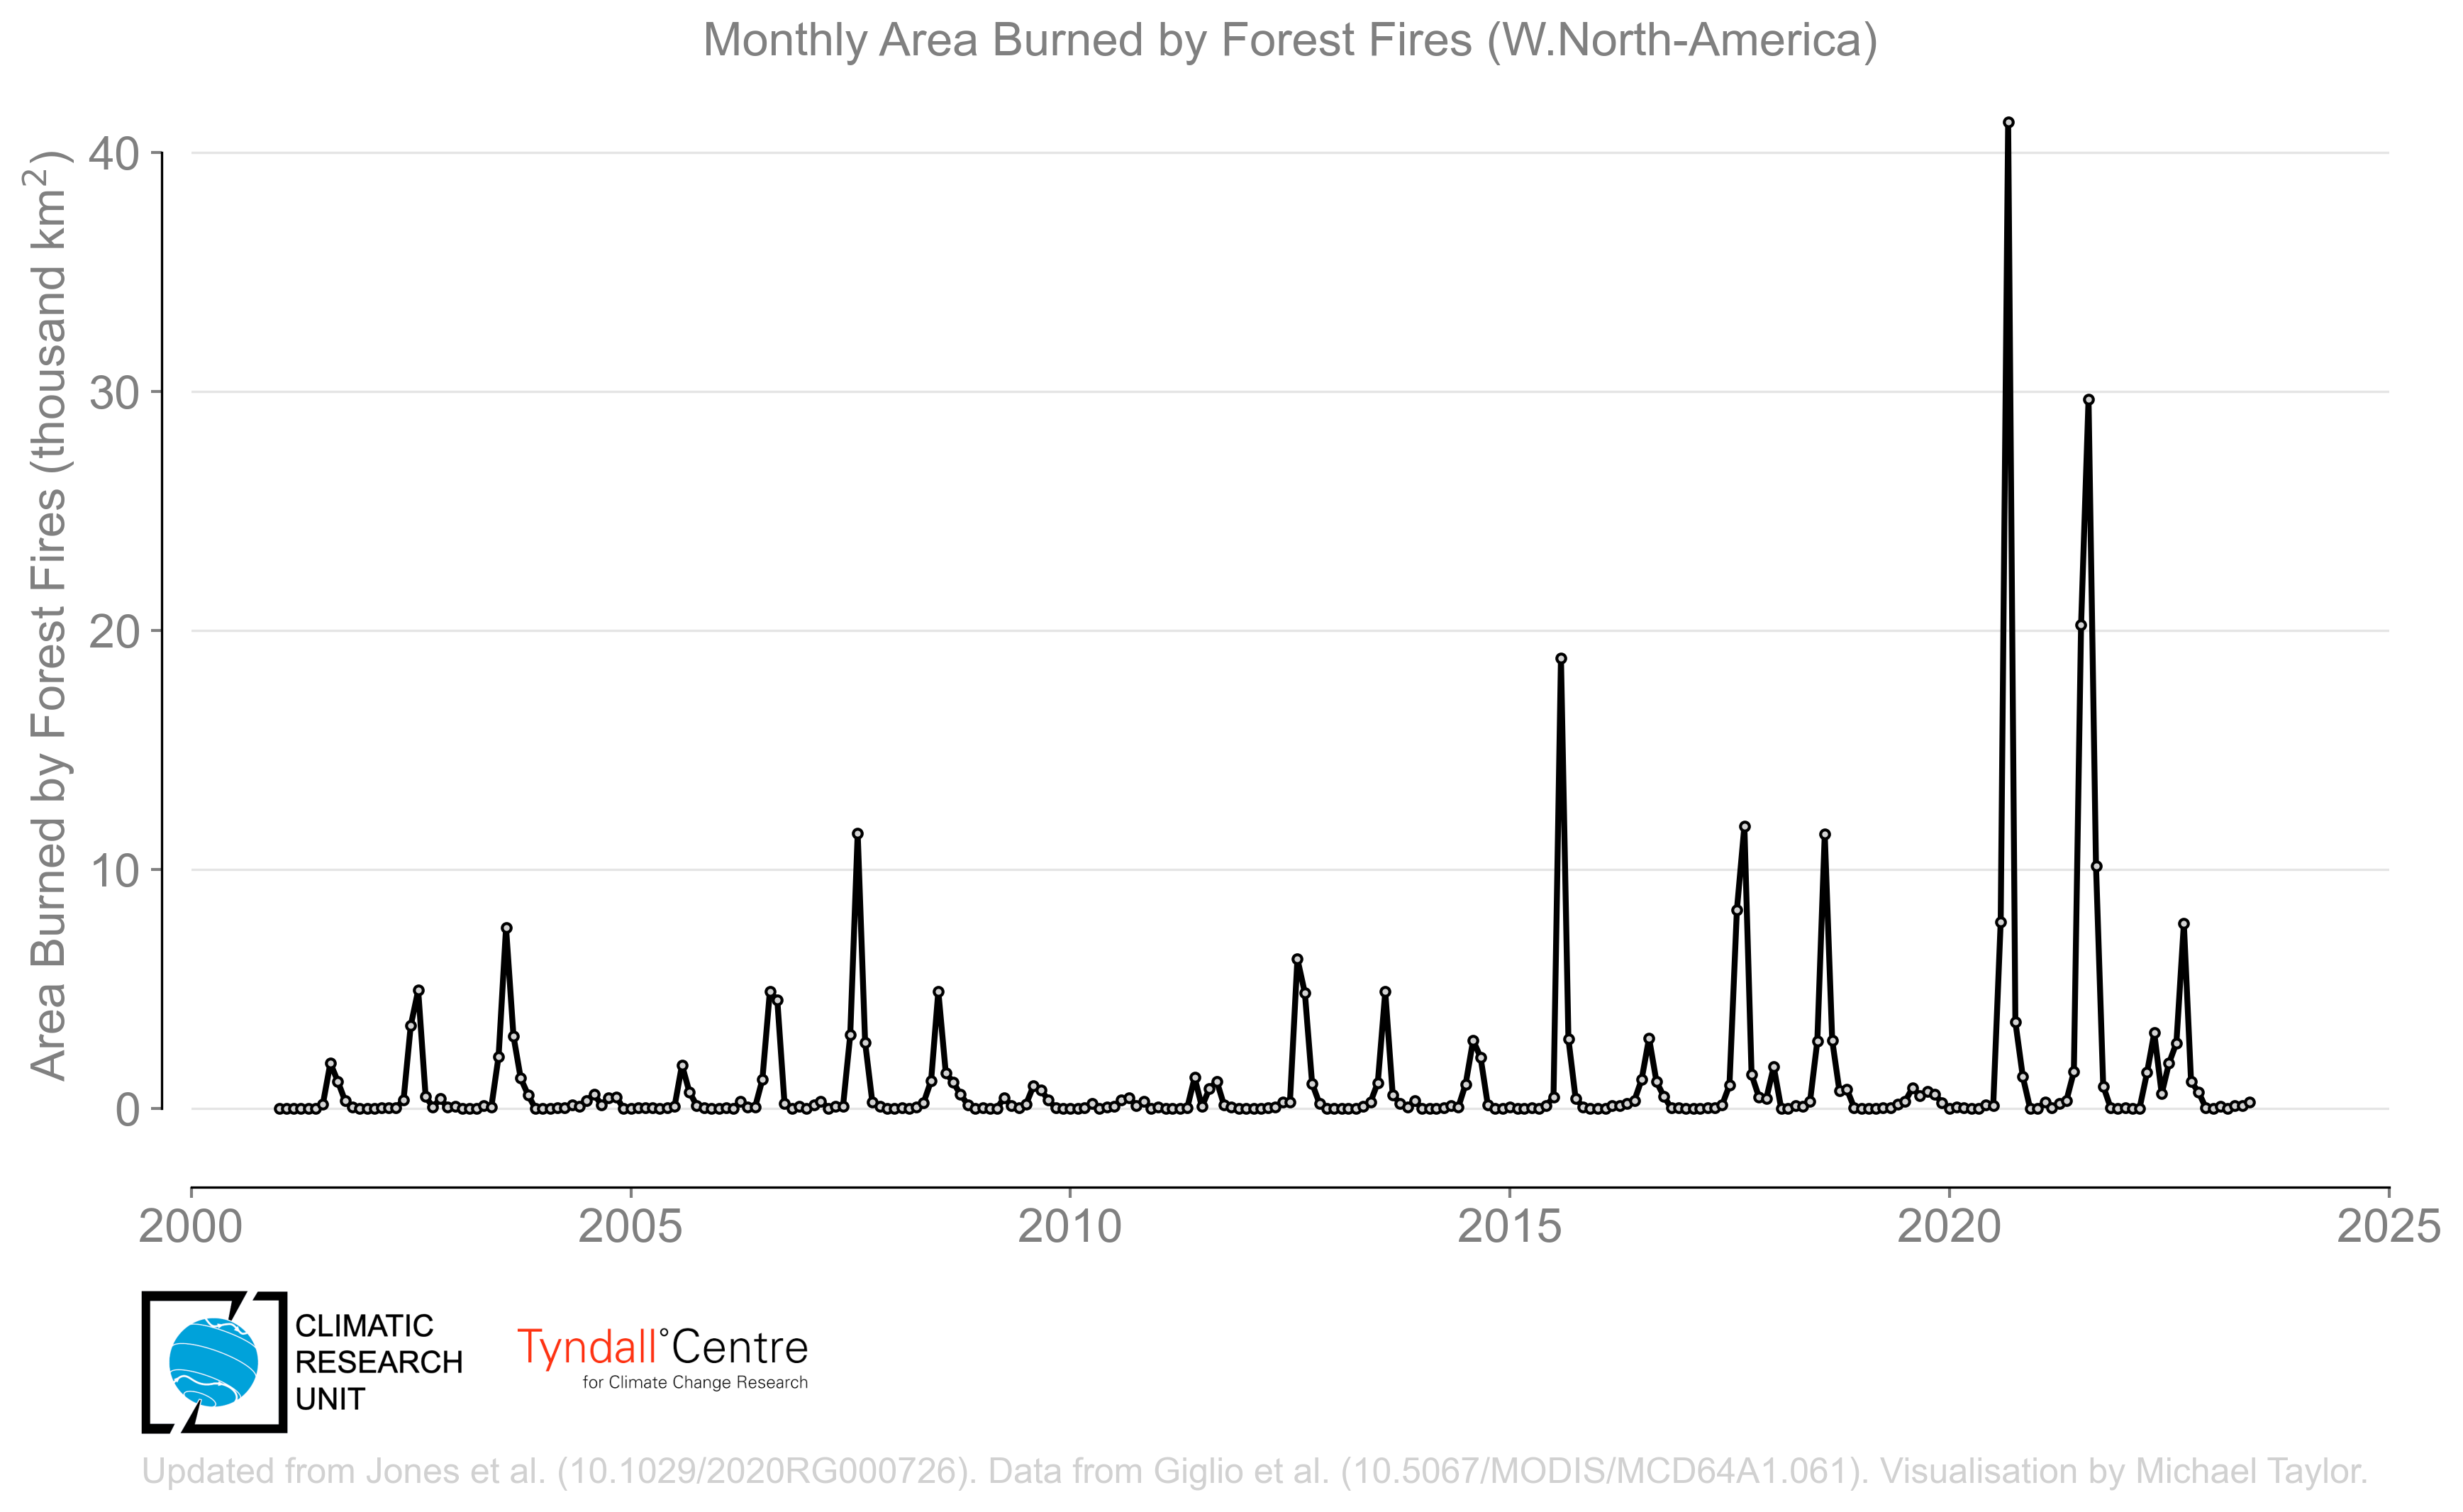 Monthly Area Burned by Forest Fires (W.North-America)
Area Burned by Forest Fires (thousand km²)
40
30
20
10
0
2000 2005 2010 2015 2020 2025
CLIMATIC
RESEARCH
UNIT
Tyndall°Centre
for Climate Change Research
Updated from Jones et al. (10.1029/2020RG000726). Data from Giglio et al. (10.5067/MODIS/MCD64A1.061). Visualisation by Michael Taylor.